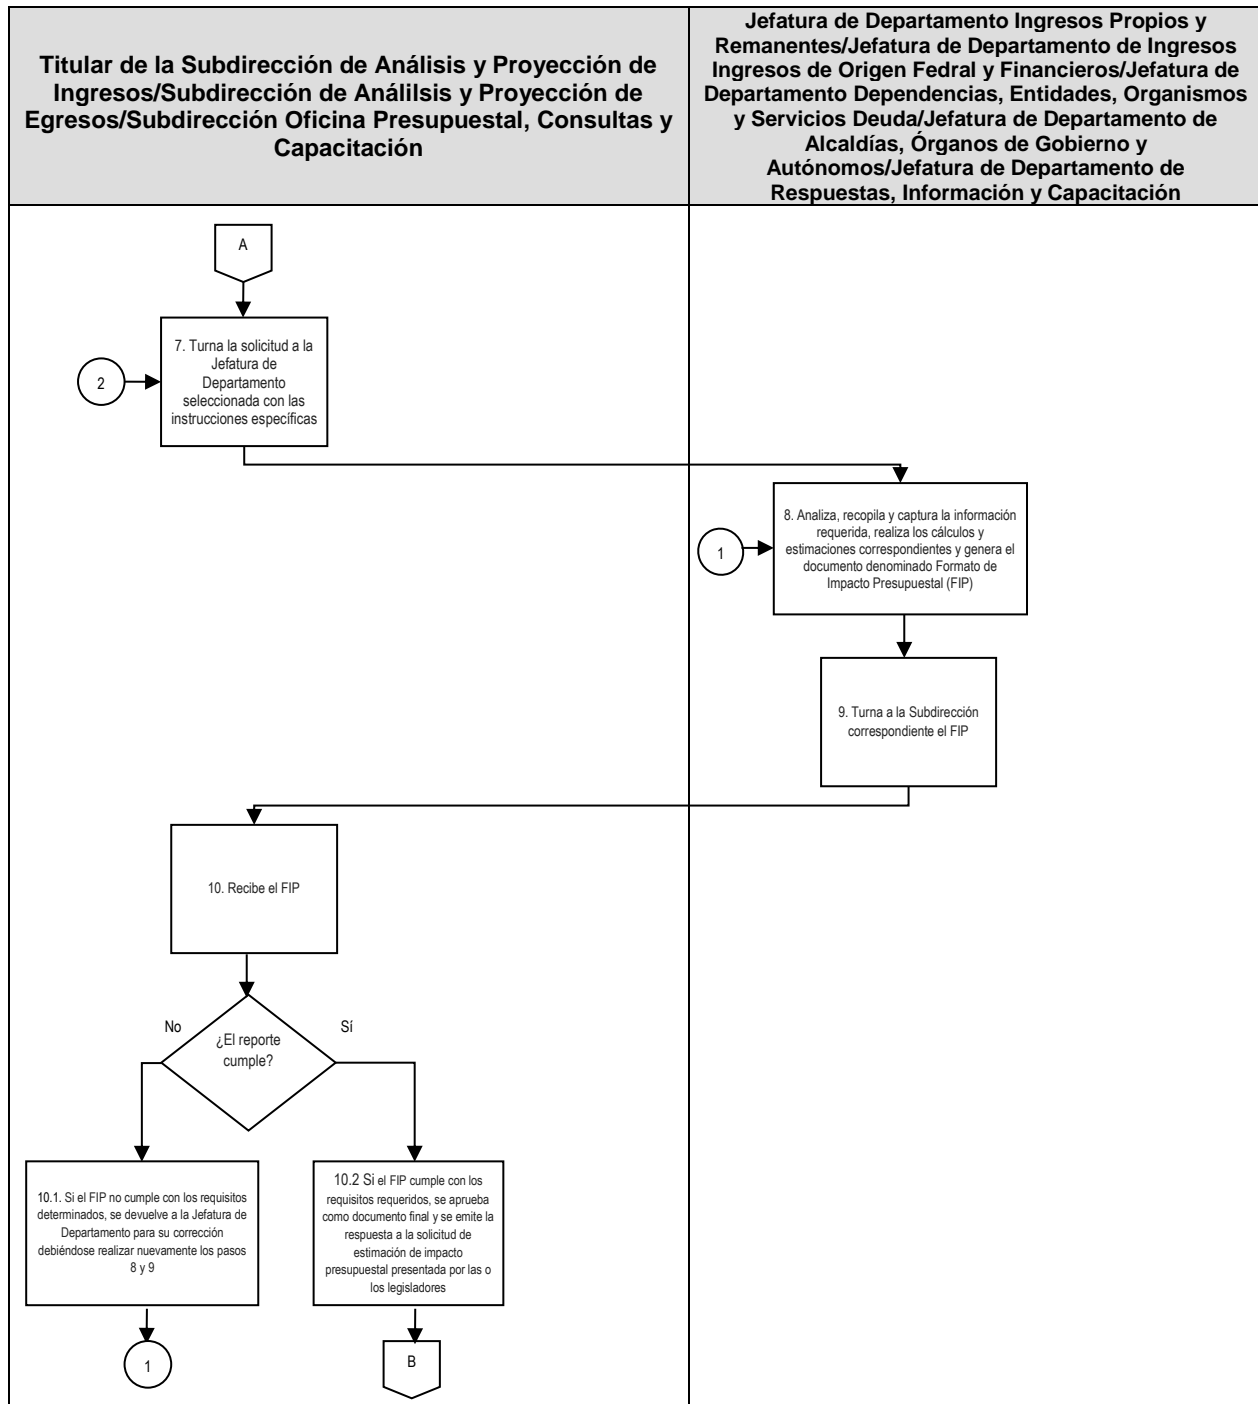 Titular de la Subdirección de Análisis y Proyección de
Ingresos/Subdirección de Análilsis y Proyección de
Egresos/Subdirección Oficina Presupuestal, Consultas y
Capacitación
Jefatura de Departamento Ingresos Propios y
Remanentes/Jefatura de Departamento de Ingresos
Ingresos de Origen Fedral y Financieros/Jefatura de
Departamento Dependencias, Entidades, Organismos
y Servicios Deuda/Jefatura de Departamento de
Alcaldías, Órganos de Gobierno y
Autónomos/Jefatura de Departamento de
Respuestas, Información y Capacitación
A
7. Turna la solicitud a la
Jefatura de
Departamento
seleccionada con las
instrucciones específicas
2
8. Analiza, recopila y captura la información
requerida, realiza los cálculos y
estimaciones correspondientes y genera el
documento denominado Formato de
Impacto Presupuestal (FIP)
1
9. Turna a la Subdirección
correspondiente el FIP
10. Recibe el FIP
No
Sí
¿El reporte
cumple?
10.1. Si el FIP no cumple con los requisitos
determinados, se devuelve a la Jefatura de
Departamento para su corrección
debiéndose realizar nuevamente los pasos
8 y 9
10.2 Si el FIP cumple con los
requisitos requeridos, se aprueba
como documento final y se emite la
respuesta a la solicitud de
estimación de impacto
presupuestal presentada por las o
los legisladores
1
B